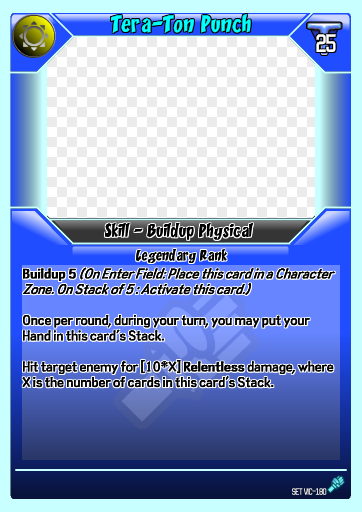 Tera-Ton Punch
25
Skill - Buildup Physical
Legendary Rank
Buildup 5 (On Enter Field: Place this card in a Character
Zone. On Stack of 5 : Activate this card.)
Once per round, during your turn, you may put your
Hand in this card's Stack.
Hit target enemy for [10*X] Relentless damage, where
X is the number of cards in this card's Stack.
SET VIC-180